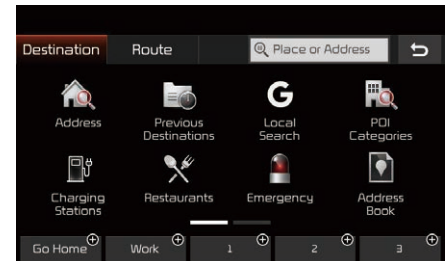 Destination
Route
Place or Address
Address
Previous
Destinations
G
Local
Search
POI
Categories
Charging
Stations
Restaurants
Emergency
Address
Book
Go Home
Work
1
2
3